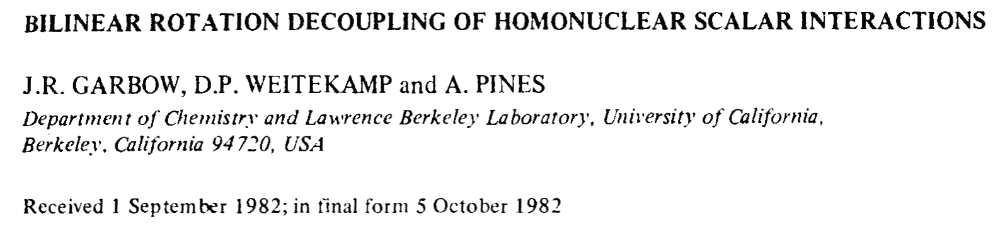 BILINEAR ROTATION DECOUPLING OF HOMONUCLEAR SCALAR INTERACTIONS
J.R. GARBOW, D.P. WEITEKAMP and A. PINES
Department of Chemistry and Lawrence Berkeley Laboratory, University of California,
Berkeley, California 94720, USA
Received 1 September 1982; in final form 5 October 1982